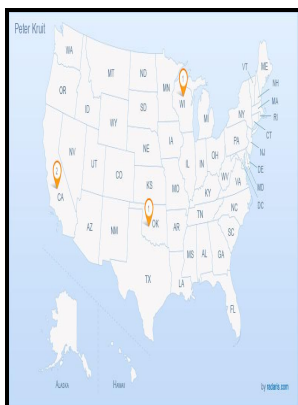 Peter Kruit
WA
MT
ND
MN
VT
ME
NH
OR
ID
SD
WI
MI
NY
MA
RI
WY
IA
PA
CT
NJ
NV
UT
NE
IL
IN
OH
WV
VA
DE
MD
DC
CA
CO
KS
MO
KY
NC
AZ
NM
OK
AR
TN
SC
TX
LA
MS
AL
GA
FL
ALASKA
HAWAII
by radaris.com